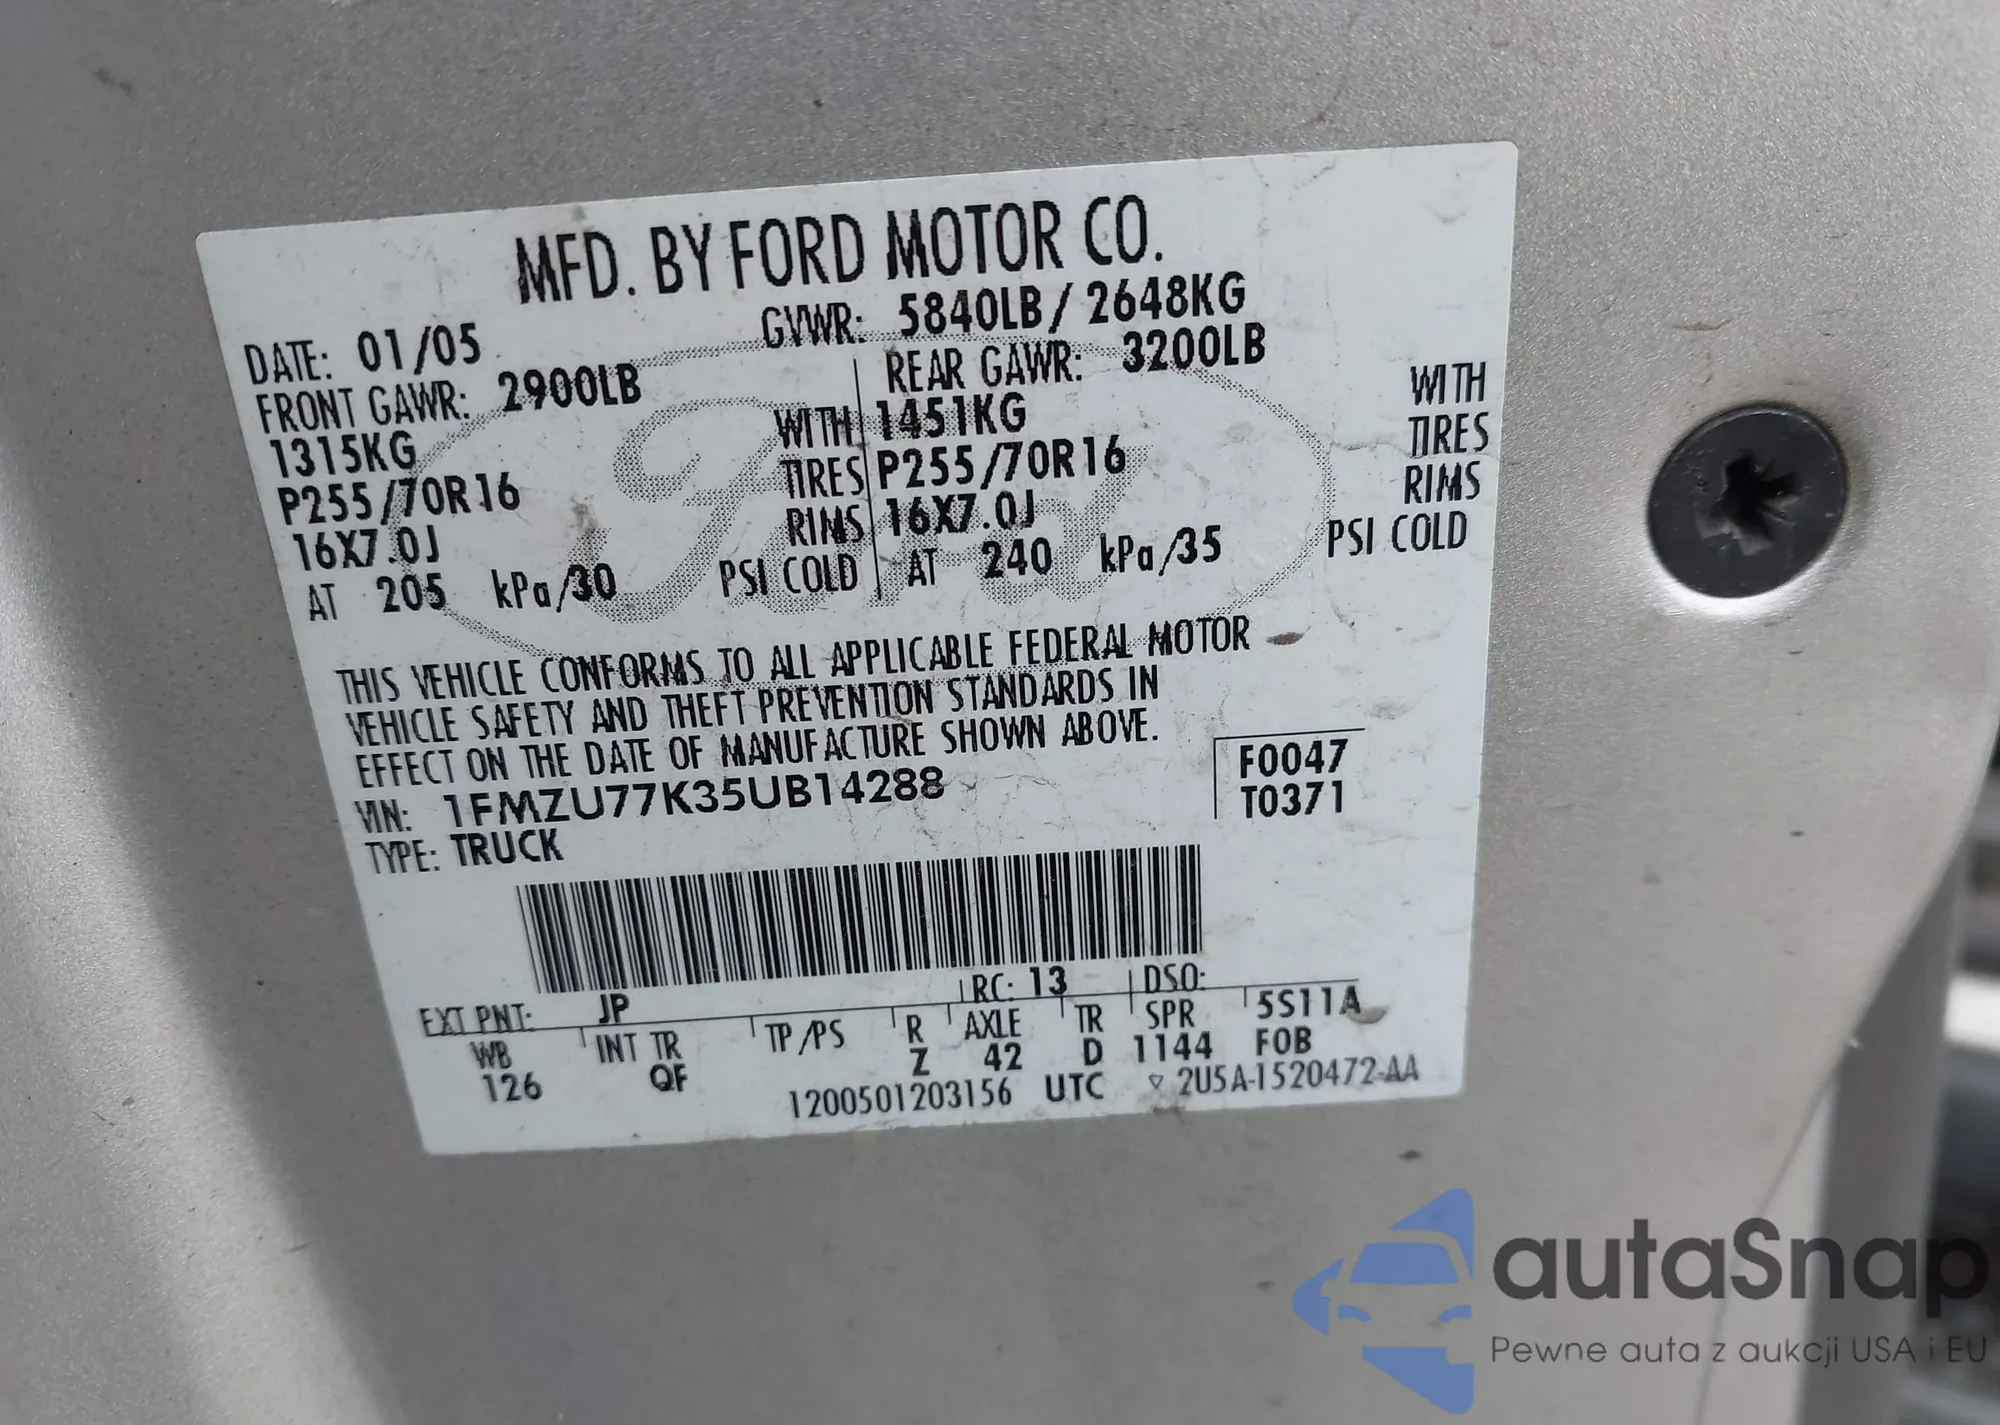 MFD. BY FORD MOTOR CO.
DATE: 01/05 GVWR: 5840LB / 2648KG
FRONT GAWR: 2900LB REAR GAWR: 3200LB
1315KG WITH 1451KG WITH
P255/70R16 TIRES P255/70R16 TIRES
16X7.0J RIMS 16X7.0J RIMS
AT 205 kPa/30 PSI COLD AT 240 kPa/35 PSI COLD
Ford
THIS VEHICLE CONFORMS TO ALL APPLICABLE FEDERAL MOTOR
VEHICLE SAFETY AND THEFT PREVENTION STANDARDS IN
EFFECT ON THE DATE OF MANUFACTURE SHOWN ABOVE.
VIN: 1FMZU77K35UB14288
TYPE: TRUCK
F0047
T0371
EXT PNT: JP RC: 13 DSO:
WB INT TR TP/PS R AXLE TR SPR 5S11A
126 QF Z 42 D 1144 FOB
1200501203156 UTC ▽ 2U5A-1520472-AA
autaSnap
Pewne auta z aukcji USA i EU